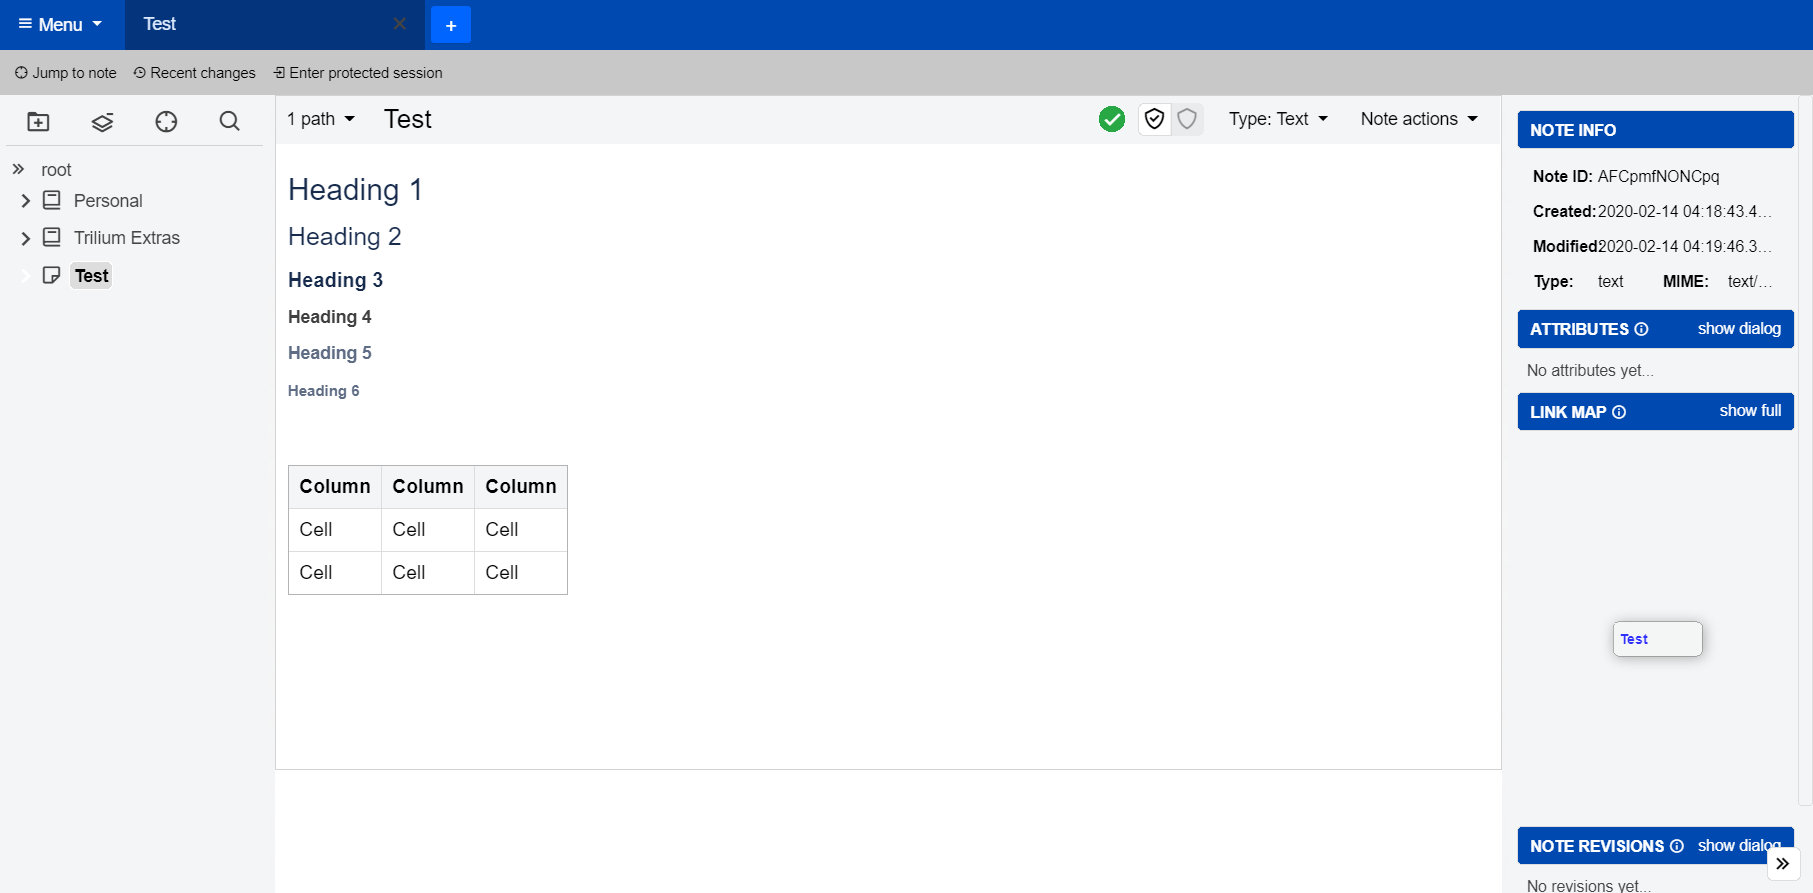 Menu
Test
+
Jump to note Recent changes Enter protected session
root
Personal
Trilium Extras
Test
1 path Test Type: Text Note actions
Heading 1
Heading 2
Heading 3
Heading 4
Heading 5
Heading 6
Column Column Column
Cell Cell Cell
Cell Cell Cell
NOTE INFO
Note ID: AFCpmfNONCpq
Created: 2020-02-14 04:18:43.4...
Modified: 2020-02-14 04:19:46.3...
Type: text MIME: text/...
ATTRIBUTES show dialog
No attributes yet...
LINK MAP show full
Test
NOTE REVISIONS show dialog
No revisions yet...